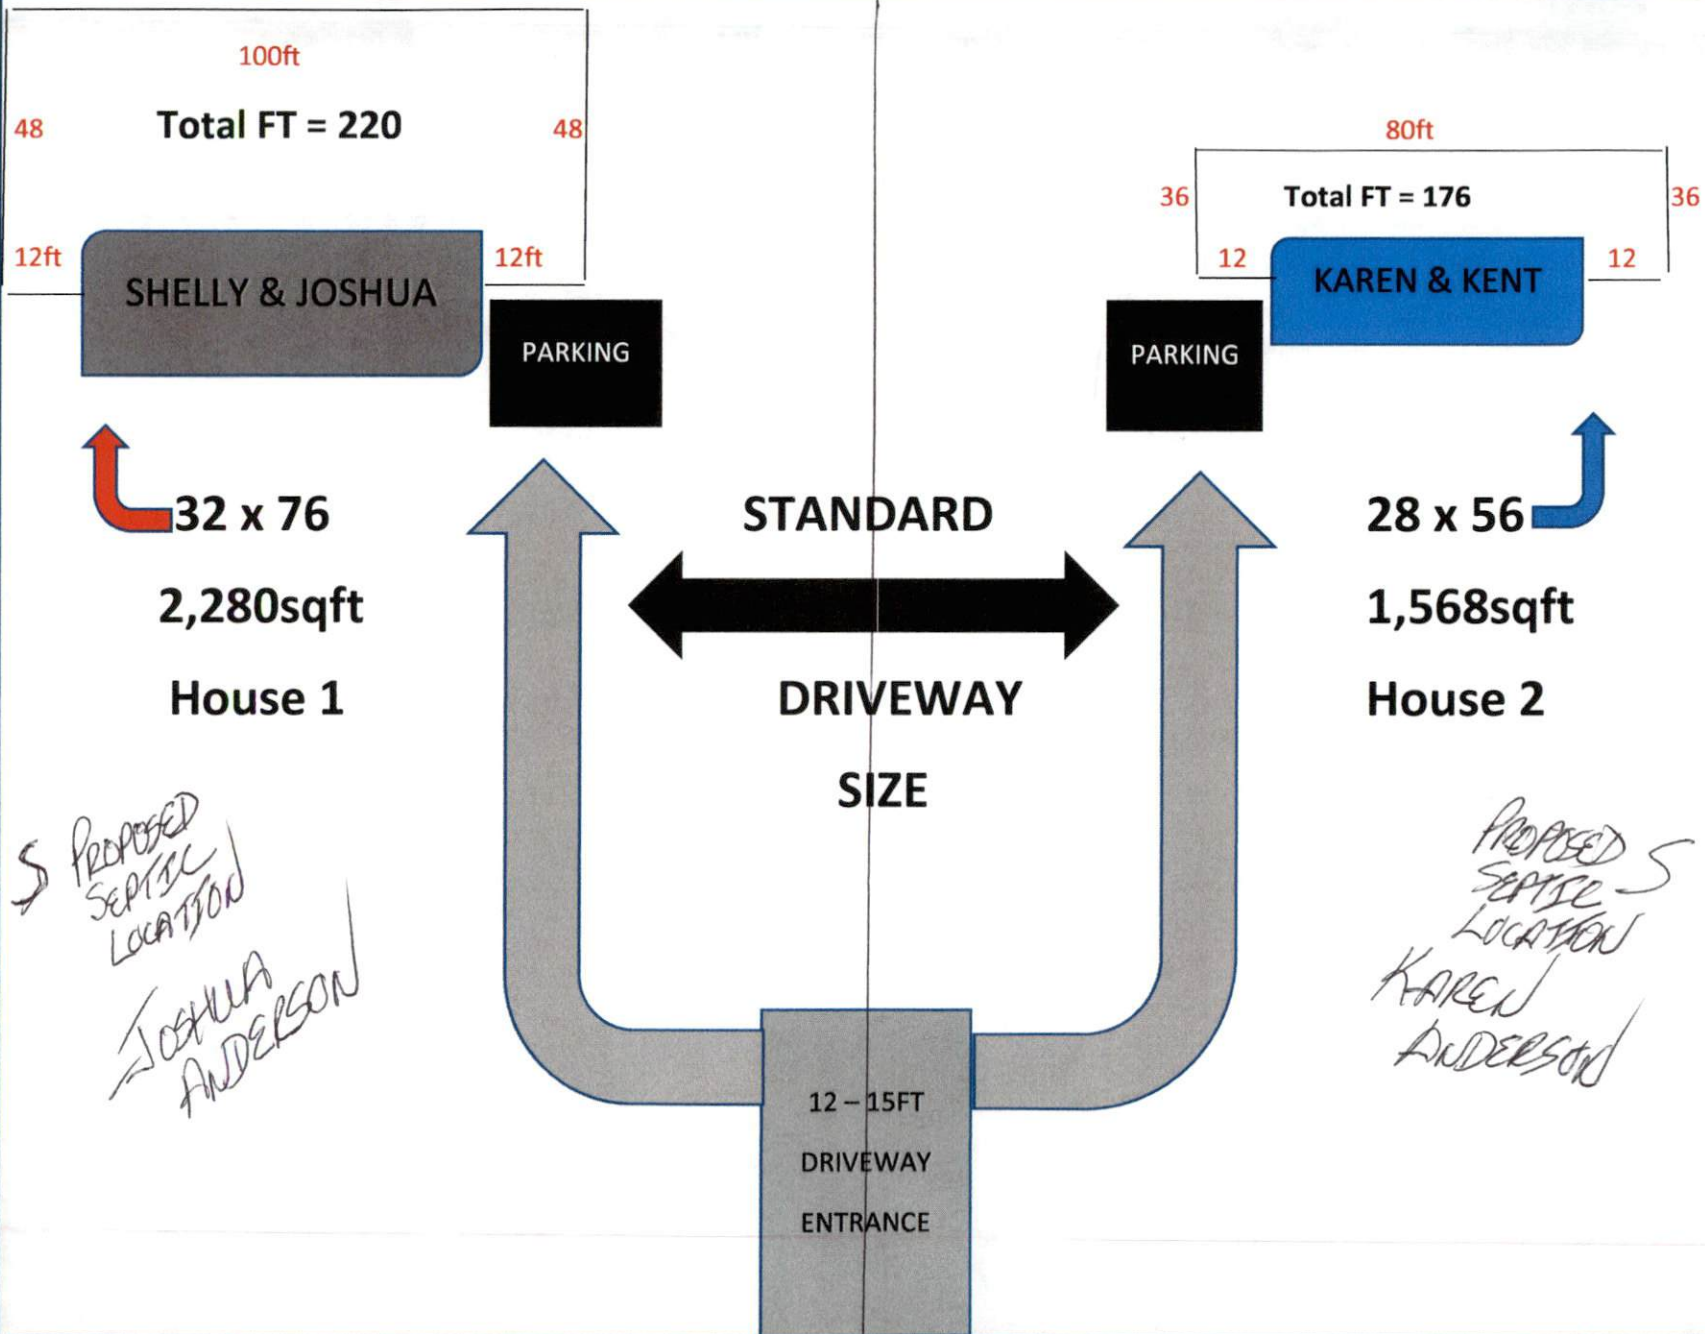 100ft
48
Total FT = 220
48
12ft
12ft
SHELLY & JOSHUA
PARKING
80ft
36
Total FT = 176
36
12
12
KAREN & KENT
PARKING
32 x 76
2,280sqft
House 1
STANDARD
DRIVEWAY
SIZE
28 x 56
1,568sqft
House 2
S PROPOSED
SEPTIC
LOCATION
JOSHUA
ANDERSON
PROPOSED S
SEPTIC
LOCATION
KAREN
ANDERSON
12 – 15FT
DRIVEWAY
ENTRANCE